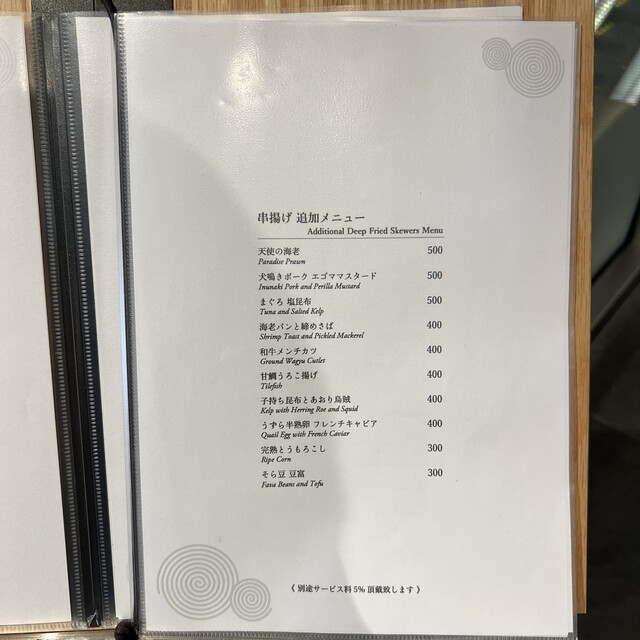 串揚げ 追加メニュー
Additional Deep Fried Skewers Menu
天使の海老 500
Paradise Prawn
犬鳴きポーク エゴママスタード 500
Inunaki Pork and Perilla Mustard
まぐろ 塩昆布 500
Tuna and Salted Kelp
海老パンと締めさば 400
Shrimp Toast and Pickled Mackerel
和牛メンチカツ 400
Ground Wagyu Cutlet
甘鯛うろこ揚げ 400
Tilefish
子持ち昆布とあおり烏賊 400
Kelp with Herring Roe and Squid
うずら半熟卵 フレンチキャビア 400
Quail Egg with French Caviar
完熟とうもろこし 300
Ripe Corn
そら豆 豆富 300
Fava Beans and Tofu
《 別途サービス料 5% 頂戴致します 》